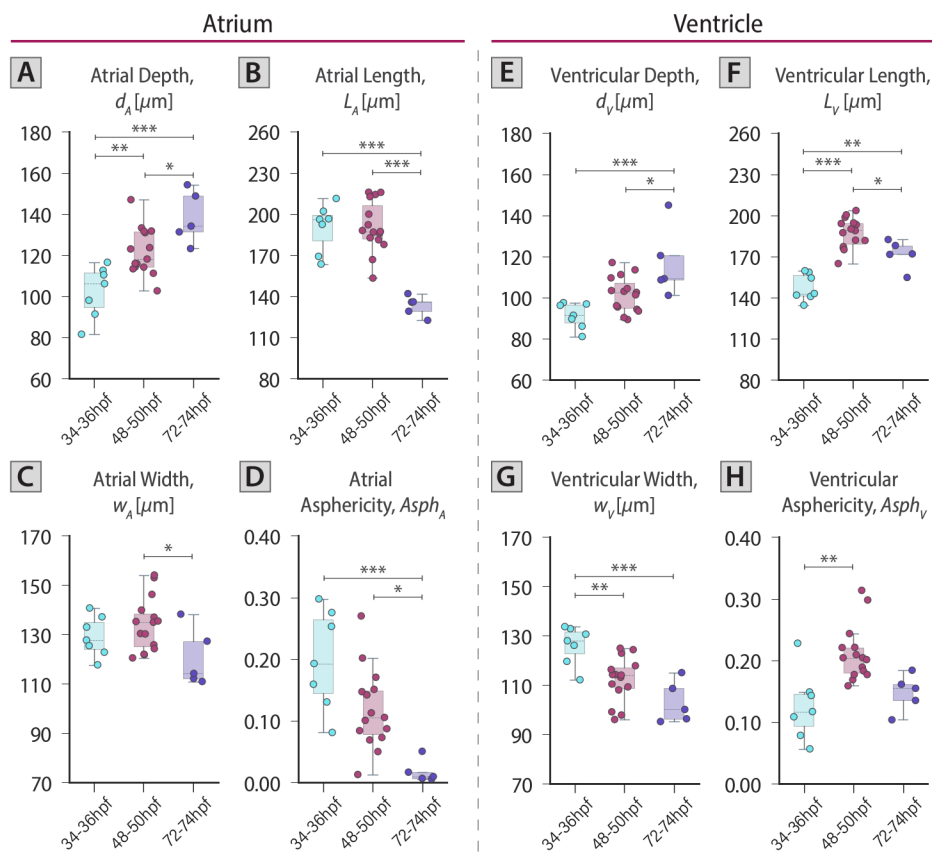 Atrium
Ventricle
A
Atrial Depth,
d_A [μm]
180
160
140
120
100
80
60
***
**
*
34-36hpf
48-50hpf
72-74hpf
B
Atrial Length,
L_A [μm]
260
230
200
170
140
110
80
***
***
34-36hpf
48-50hpf
72-74hpf
E
Ventricular Depth,
d_V [μm]
180
160
140
120
100
80
60
***
*
34-36hpf
48-50hpf
72-74hpf
F
Ventricular Length,
L_V [μm]
260
230
200
170
140
110
80
**
***
*
34-36hpf
48-50hpf
72-74hpf
C
Atrial Width,
w_A [μm]
170
150
130
110
90
70
*
34-36hpf
48-50hpf
72-74hpf
D
Atrial
Asphericity, Asph_A
0.40
0.30
0.20
0.10
0.00
***
*
34-36hpf
48-50hpf
72-74hpf
G
Ventricular Width,
w_V [μm]
170
150
130
110
90
70
***
**
34-36hpf
48-50hpf
72-74hpf
H
Ventricular
Asphericity, Asph_V
0.40
0.30
0.20
0.10
0.00
**
34-36hpf
48-50hpf
72-74hpf